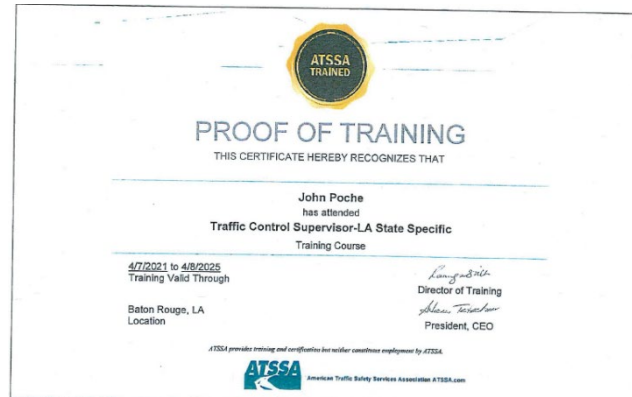 ATSSA
TRAINED
PROOF OF TRAINING
THIS CERTIFICATE HEREBY RECOGNIZES THAT
John Poche
has attended
Traffic Control Supervisor-LA State Specific
Training Course
4/7/2021 to 4/8/2025
Training Valid Through
Director of Training
Baton Rouge, LA
Location
President, CEO
ATSSA provides training and certification but neither constitutes employment by ATSSA.
ATSSA
American Traffic Safety Services Association ATSSA.com